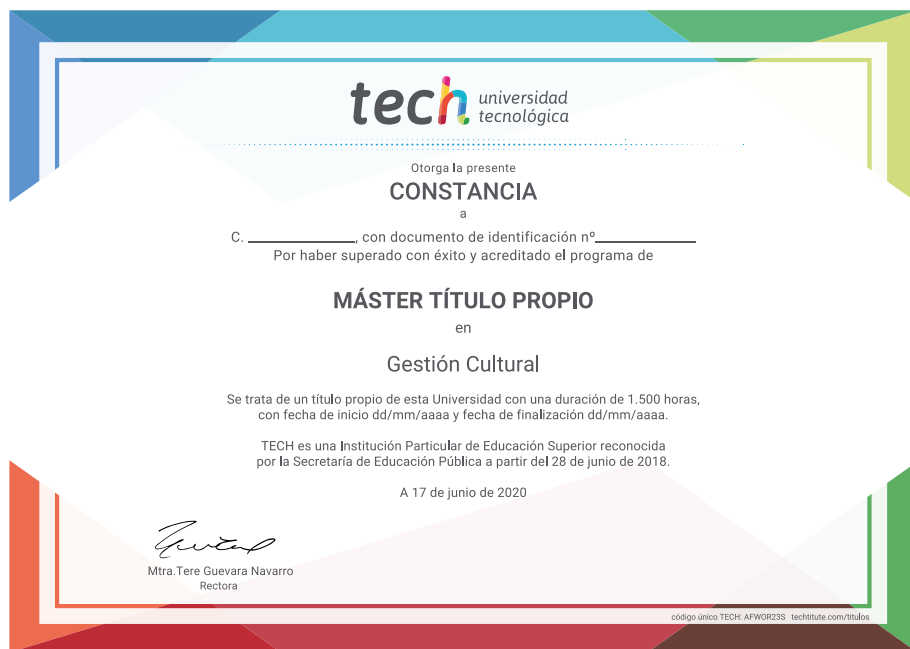 tech universidad
tecnológica
Otorga la presente
CONSTANCIA
a
C. ____________, con documento de identificación nº____________
Por haber superado con éxito y acreditado el programa de
MÁSTER TÍTULO PROPIO
en
Gestión Cultural
Se trata de un título propio de esta Universidad con una duración de 1.500 horas,
con fecha de inicio dd/mm/aaaa y fecha de finalización dd/mm/aaaa.
TECH es una Institución Particular de Educación Superior reconocida
por la Secretaría de Educación Pública a partir del 28 de junio de 2018.
A 17 de junio de 2020
Mtra.Tere Guevara Navarro
Rectora
código único TECH: AFWOR23S techtitute.com/titulos